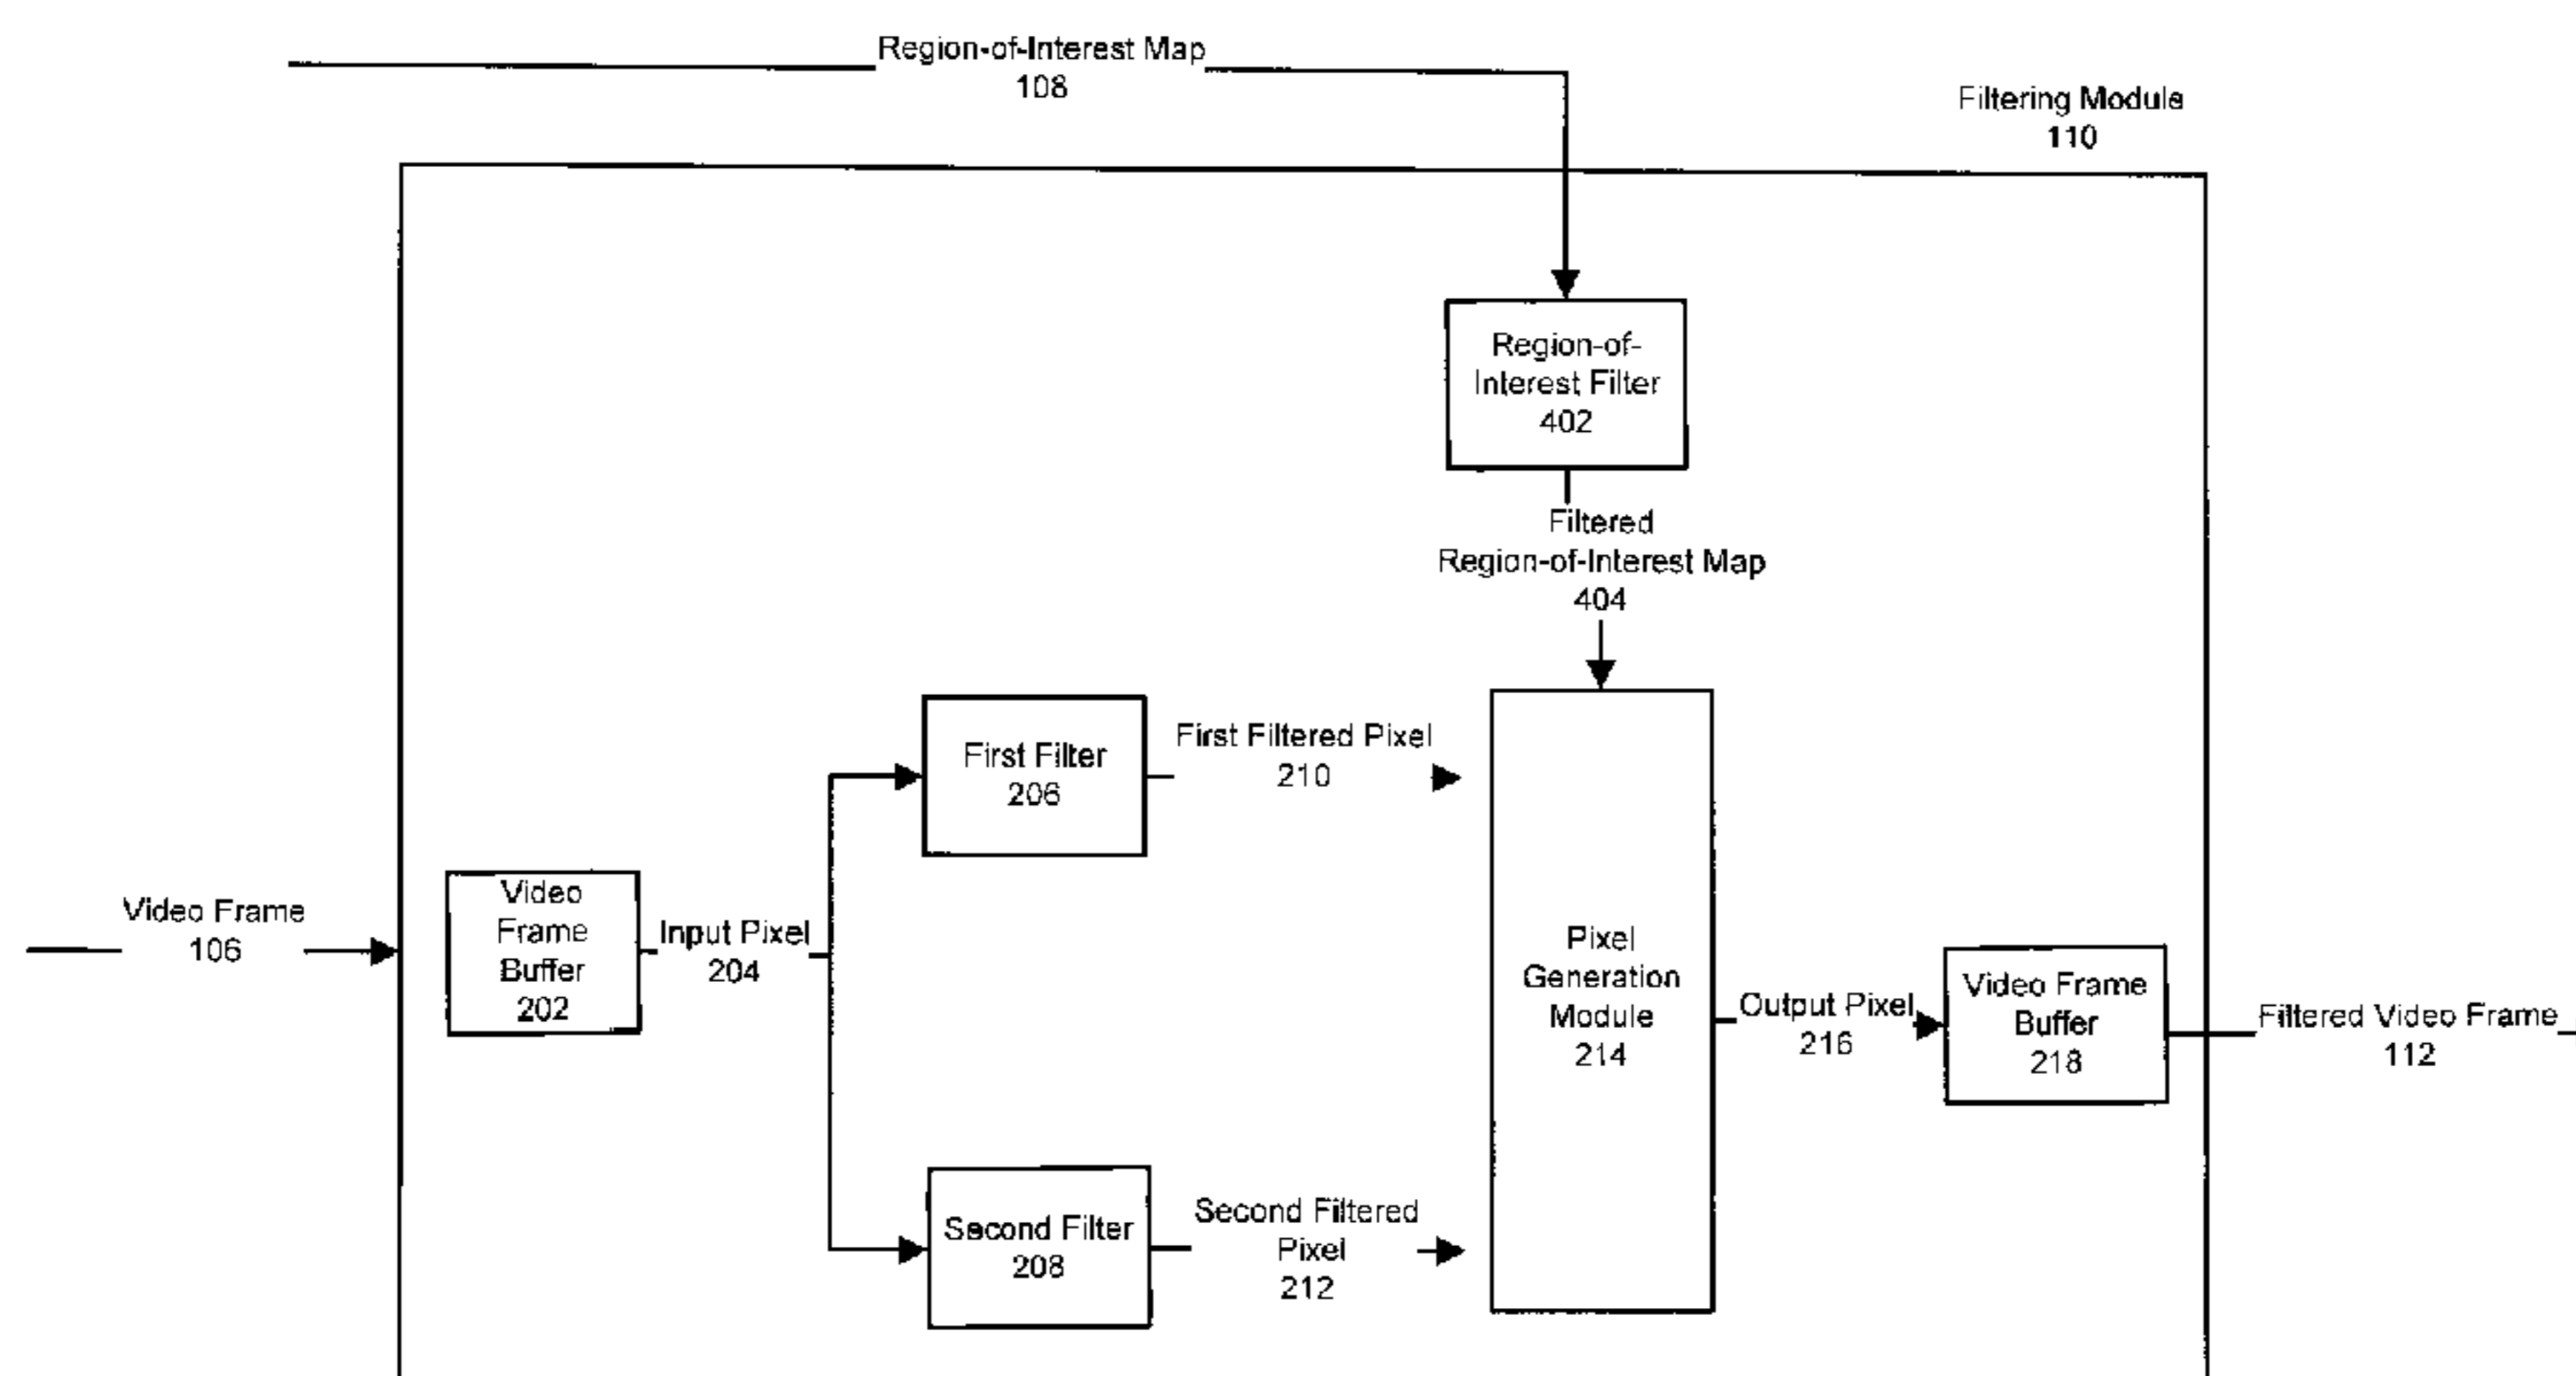 Region-of-Interest Map
108
Filtering Module
110
Region-of-
Interest Filter
402
Filtered
Region-of-Interest Map
404
First Filter
206
First Filtered Pixel
210
Video Frame
106
Video
Frame
Buffer
202
Input Pixel
204
Pixel
Generation
Module
214
Output Pixel
216
Video Frame
Buffer
218
Filtered Video Frame
112
Second Filter
208
Second Filtered
Pixel
212